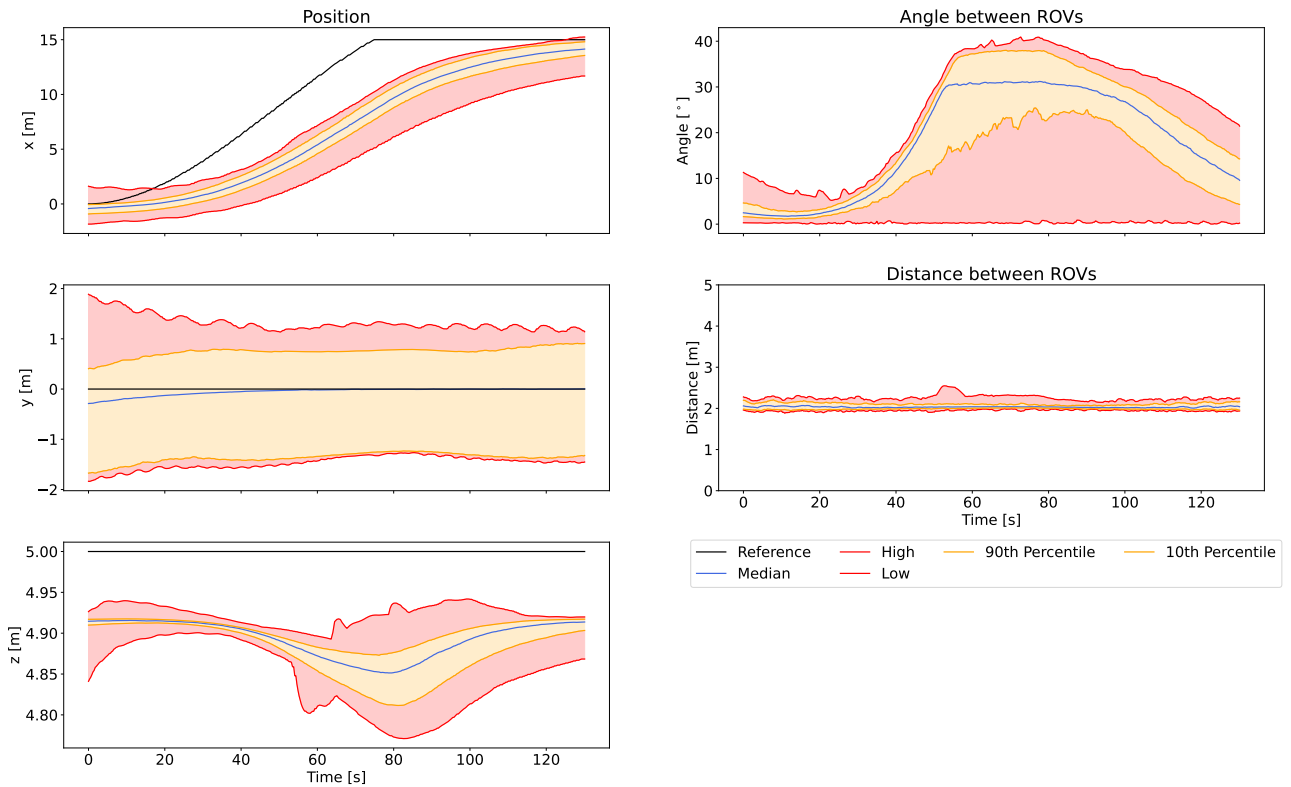 Position
15
10
5
0
x [m]
2
1
0
−1
−2
y [m]
5.00
4.95
4.90
4.85
4.80
z [m]
0 20 40 60 80 100 120
Time [s]
Angle between ROVs
40
30
20
10
0
Angle [°]
Distance between ROVs
5
4
3
2
1
0
Distance [m]
0 20 40 60 80 100 120
Time [s]
Reference High 90th Percentile 10th Percentile
Median Low